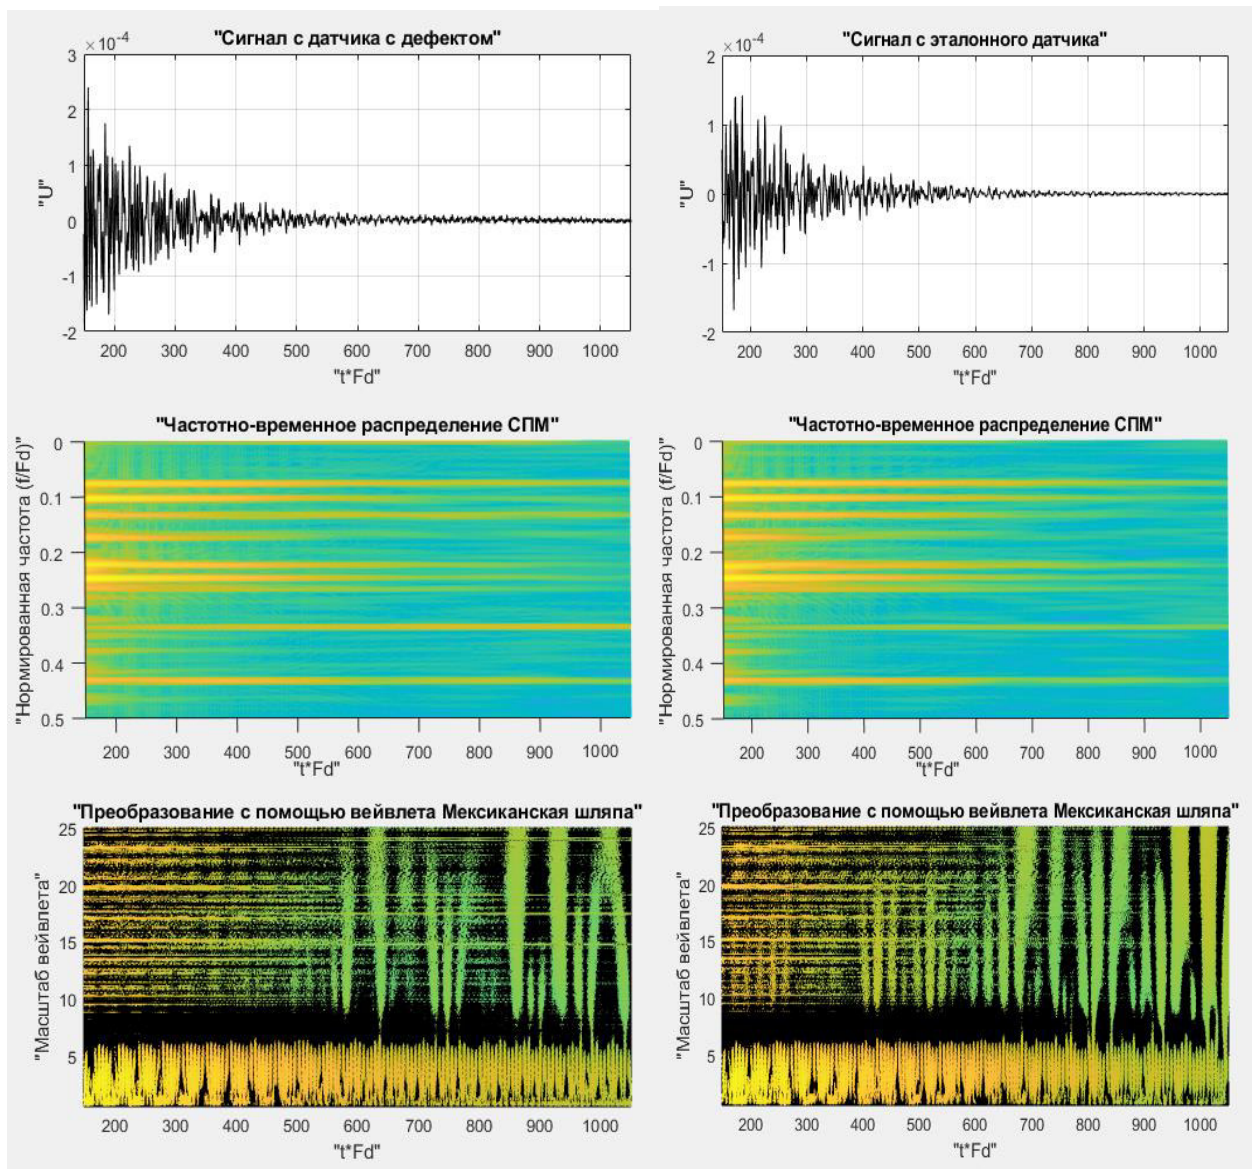 "Сигнал с датчика с дефектом"
×10⁻⁴
3
2
1
0
-1
-2
"U"
200 300 400 500 600 700 800 900 1000
"t*Fd"
"Сигнал с эталонного датчика"
×10⁻⁴
2
1
0
-1
-2
"U"
200 300 400 500 600 700 800 900 1000
"t*Fd"
"Частотно-временное распределение СПМ"
0
0.1
0.2
0.3
0.4
0.5
"Нормированная частота (f/Fd)"
200 300 400 500 600 700 800 900 1000
"t*Fd"
"Частотно-временное распределение СПМ"
0
0.1
0.2
0.3
0.4
0.5
"Нормированная частота (f/Fd)"
200 300 400 500 600 700 800 900 1000
"t*Fd"
"Преобразование с помощью вейвлета Мексиканская шляпа"
25
20
15
10
5
"Масштаб вейвлета"
200 300 400 500 600 700 800 900 1000
"t*Fd"
"Преобразование с помощью вейвлета Мексиканская шляпа"
25
20
15
10
5
"Масштаб вейвлета"
200 300 400 500 600 700 800 900 1000
"t*Fd"